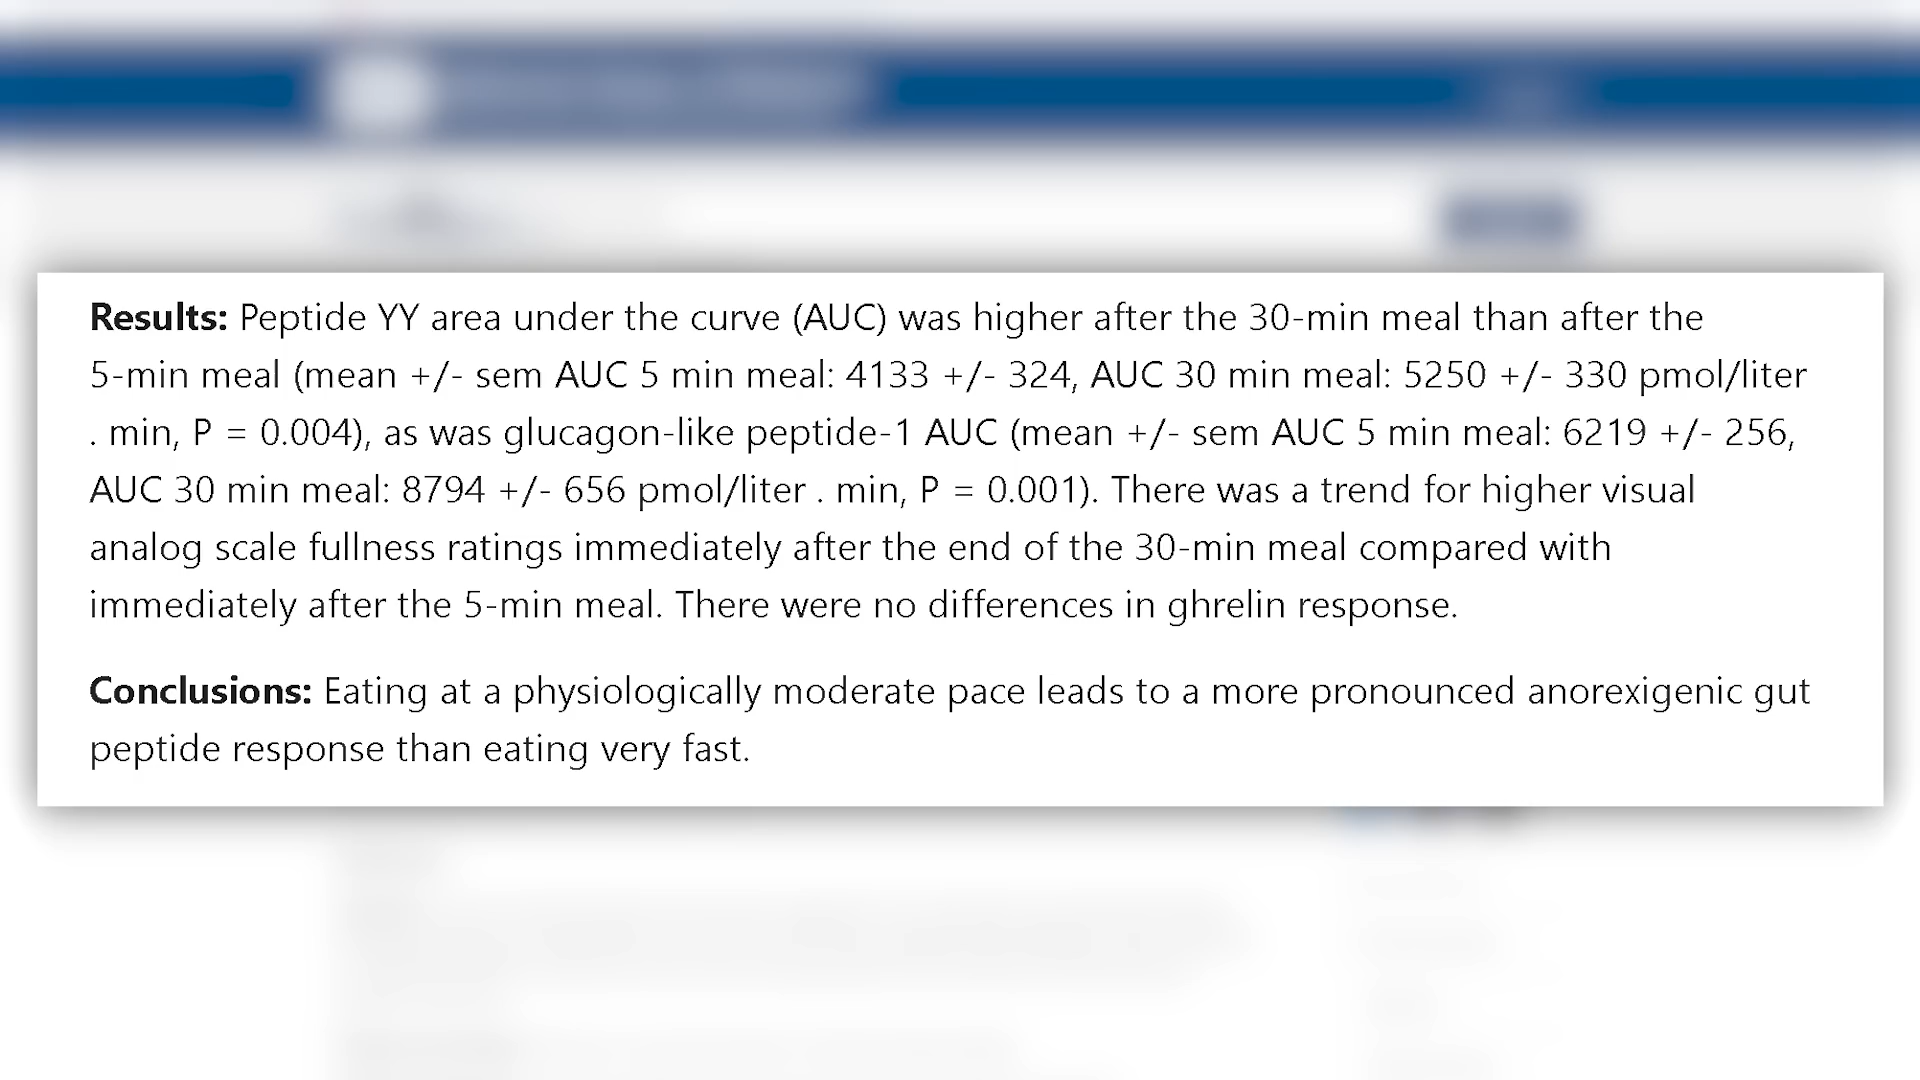 Results: Peptide YY area under the curve (AUC) was higher after the 30-min meal than after the
5-min meal (mean +/- sem AUC 5 min meal: 4133 +/- 324, AUC 30 min meal: 5250 +/- 330 pmol/liter
. min, P = 0.004), as was glucagon-like peptide-1 AUC (mean +/- sem AUC 5 min meal: 6219 +/- 256,
AUC 30 min meal: 8794 +/- 656 pmol/liter . min, P = 0.001). There was a trend for higher visual
analog scale fullness ratings immediately after the end of the 30-min meal compared with
immediately after the 5-min meal. There were no differences in ghrelin response.
Conclusions: Eating at a physiologically moderate pace leads to a more pronounced anorexigenic gut
peptide response than eating very fast.